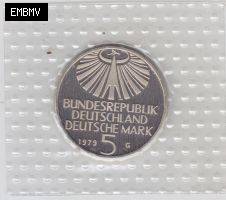 EMBMV
BUNDESREPUBLIK
DEUTSCHLAND
DEUTSCHE MARK
1979 5 G